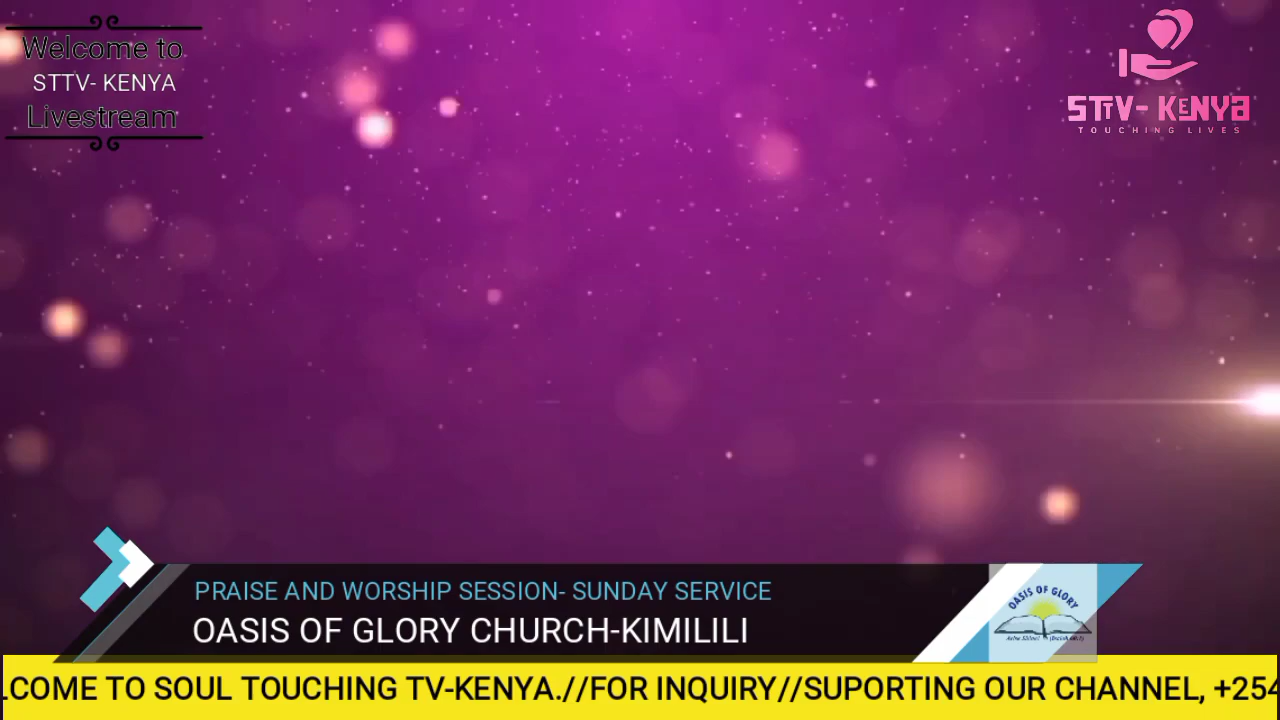 Welcome to
STTV- KENYA
Livestream
STTV- KENYA
TOUCHING LIVES
PRAISE AND WORSHIP SESSION- SUNDAY SERVICE
OASIS OF GLORY CHURCH-KIMILILI
OASIS OF GLORY
LCOME TO SOUL TOUCHING TV-KENYA.//FOR INQUIRY//SUPORTING OUR CHANNEL, +254